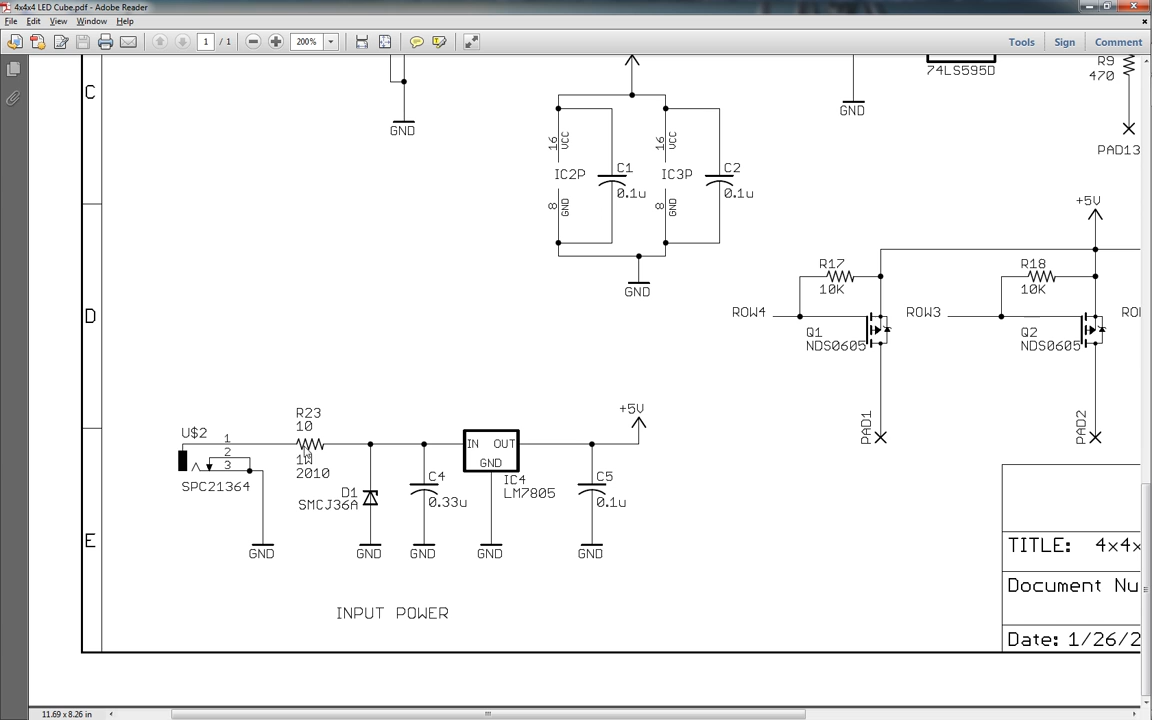 4x4x4 LED Cube.pdf - Adobe Reader
File Edit View Window Help
1 / 1 200% Tools Sign Comment
C
GND
16
VCC
IC2P
8
GND
C1
0.1u
16
VCC
IC3P
8
GND
C2
0.1u
GND
74LS595D
GND
R9
470
PAD13
+5V
D
R17
10K
ROW4
Q1
NDS0605
PAD1
R18
10K
ROW3
Q2
NDS0605
PAD2
RO
E
U$2
1
2
3
SPC21364
GND
R23
10
1W
2010
D1
SMCJ36A
GND
C4
0.33u
GND
IN OUT
GND
IC4
LM7805
GND
+5V
C5
0.1u
GND
INPUT POWER
TITLE: 4x4x
Document Nu
Date: 1/26/2
11.69 x 8.26 in